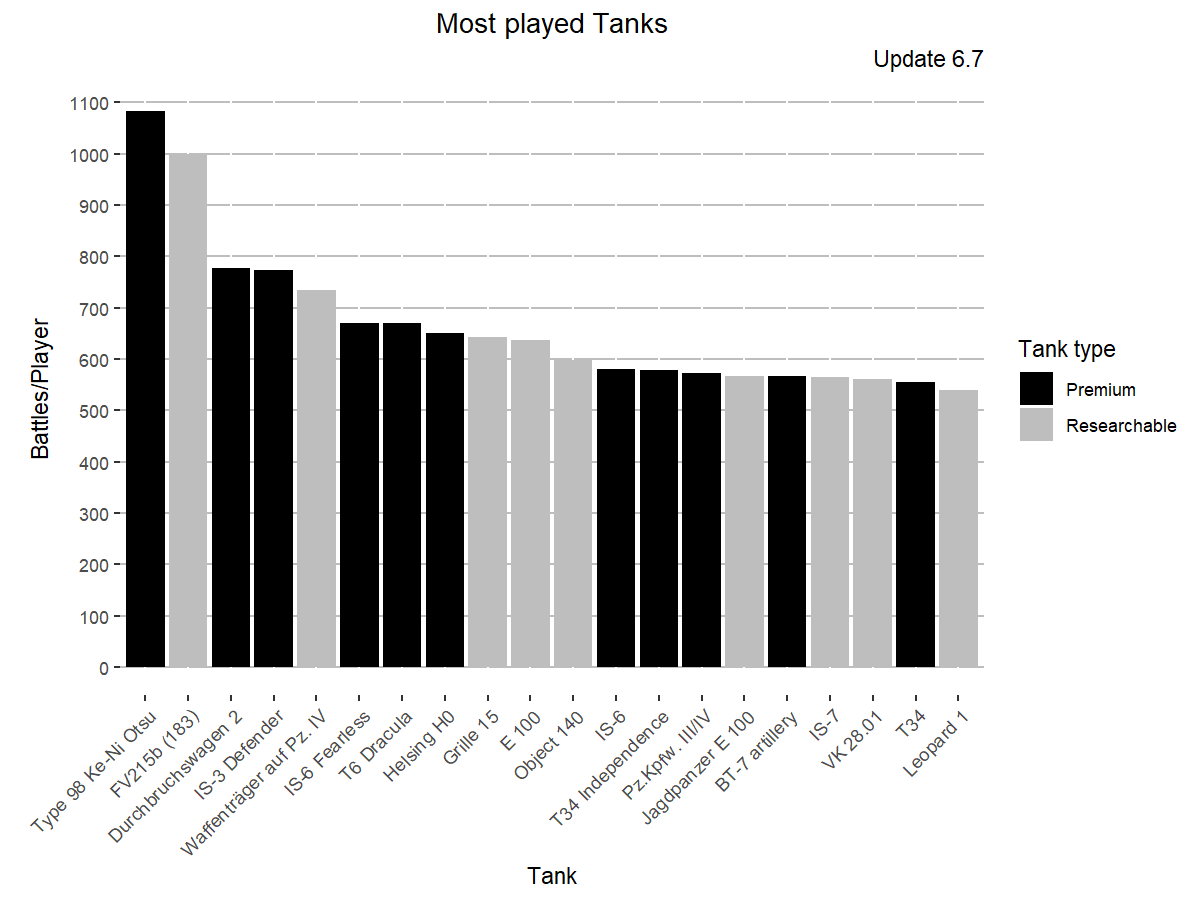 Most played Tanks
Update 6.7
Battles/Player
1100
1000
900
800
700
600
500
400
300
200
100
0
Type 98 Ke-Ni Otsu
FV215b (183)
Durchbruchswagen 2
IS-3 Defender
Waffenträger auf Pz. IV
IS-6 Fearless
T6 Dracula
Helsing H0
Grille 15
E 100
Object 140
IS-6
T34 Independence
Pz.Kpfw. III/IV
Jagdpanzer E 100
BT-7 artillery
IS-7
VK 28.01
T34
Leopard 1
Tank
Tank type
Premium
Researchable